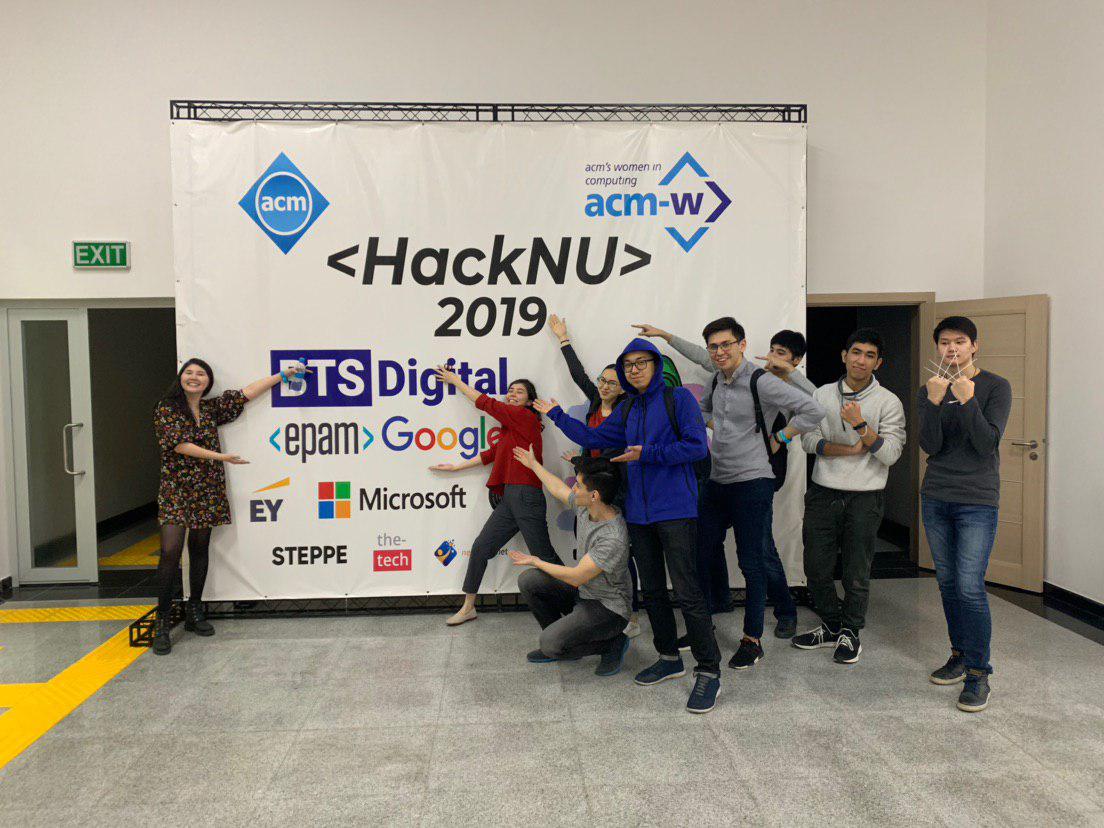 acm
acm's women in
computing
acm-w
<HackNU>
2019
EXIT
BTS Digital
<epam> Google
EY
Microsoft
STEPPE
the-
tech